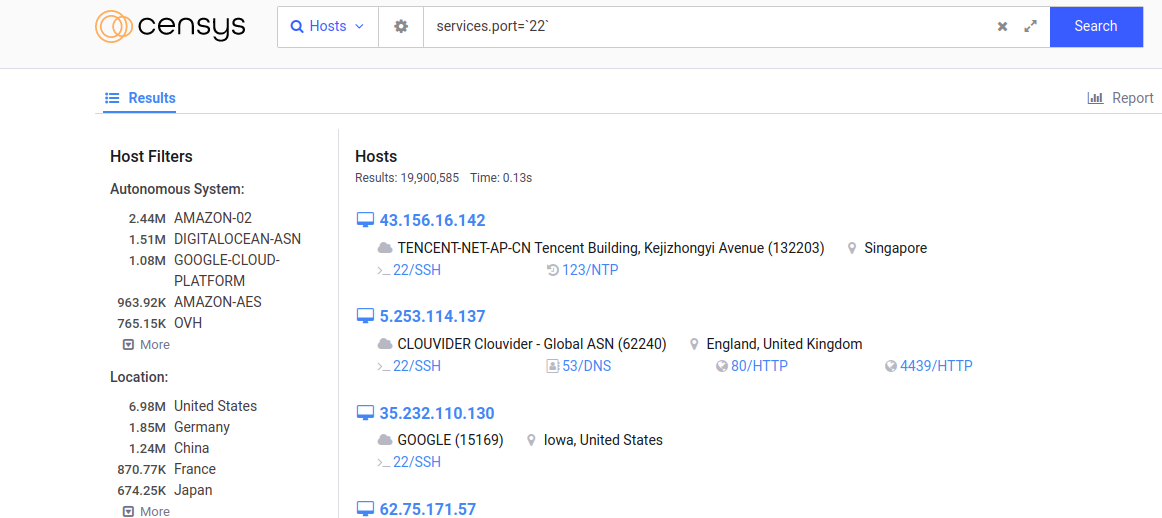 censys
Hosts
services.port=`22`
Search
Results
Report
Host Filters
Autonomous System:
2.44M AMAZON-02
1.51M DIGITALOCEAN-ASN
1.08M GOOGLE-CLOUD-
PLATFORM
963.92K AMAZON-AES
765.15K OVH
More
Location:
6.98M United States
1.85M Germany
1.24M China
870.77K France
674.25K Japan
More
Hosts
Results: 19,900,585 Time: 0.13s
43.156.16.142
TENCENT-NET-AP-CN Tencent Building, Kejizhongyi Avenue (132203) Singapore
22/SSH 123/NTP
5.253.114.137
CLOUVIDER Clouvider - Global ASN (62240) England, United Kingdom
22/SSH 53/DNS 80/HTTP 4439/HTTP
35.232.110.130
GOOGLE (15169) Iowa, United States
22/SSH
62.75.171.57